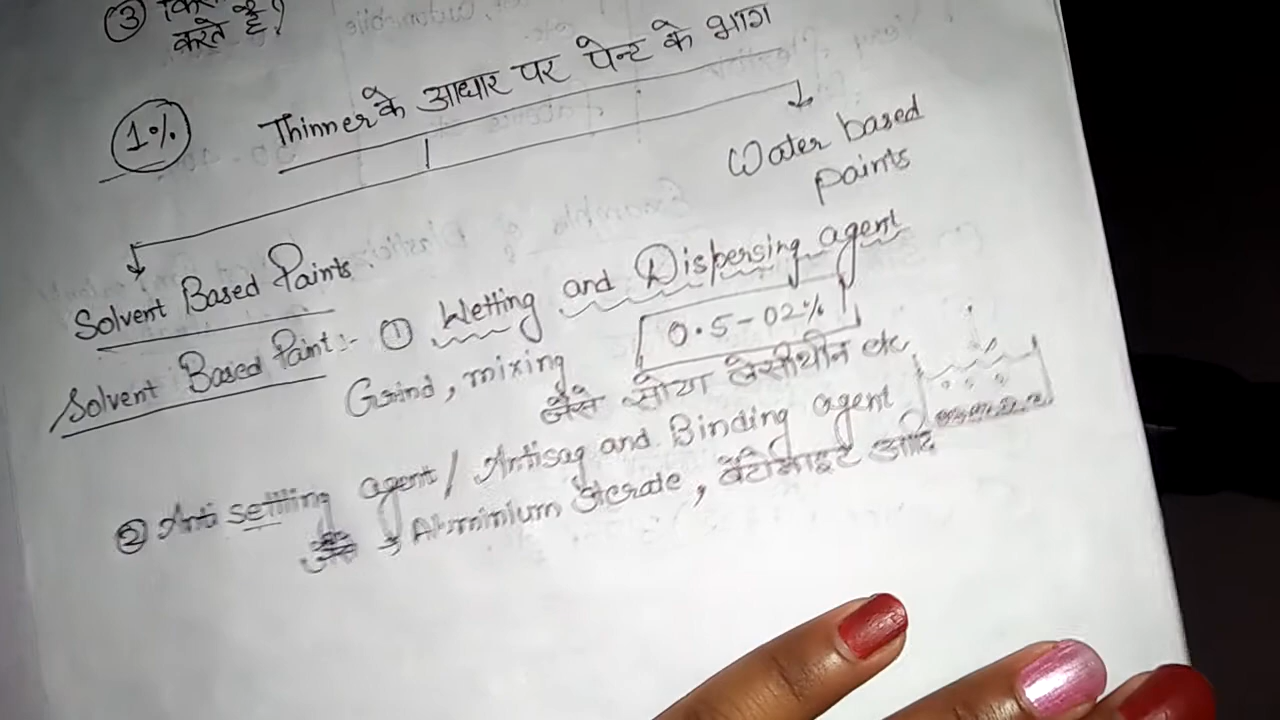 ③
करते है?
1%
Thinner के आधार पर पेन्ट के भाग
Water based
paints
Solvent Based Paints.
Solvent Based Paint:- ① Wetting and Dispersing agent
Grind, mixing 0.5-02%
जैसे सोया लेसीथीन etc,
② Anti settling agent/ Antisag and Binding agent
→ Aluminium Sterate, बेंटोनाइट आदि